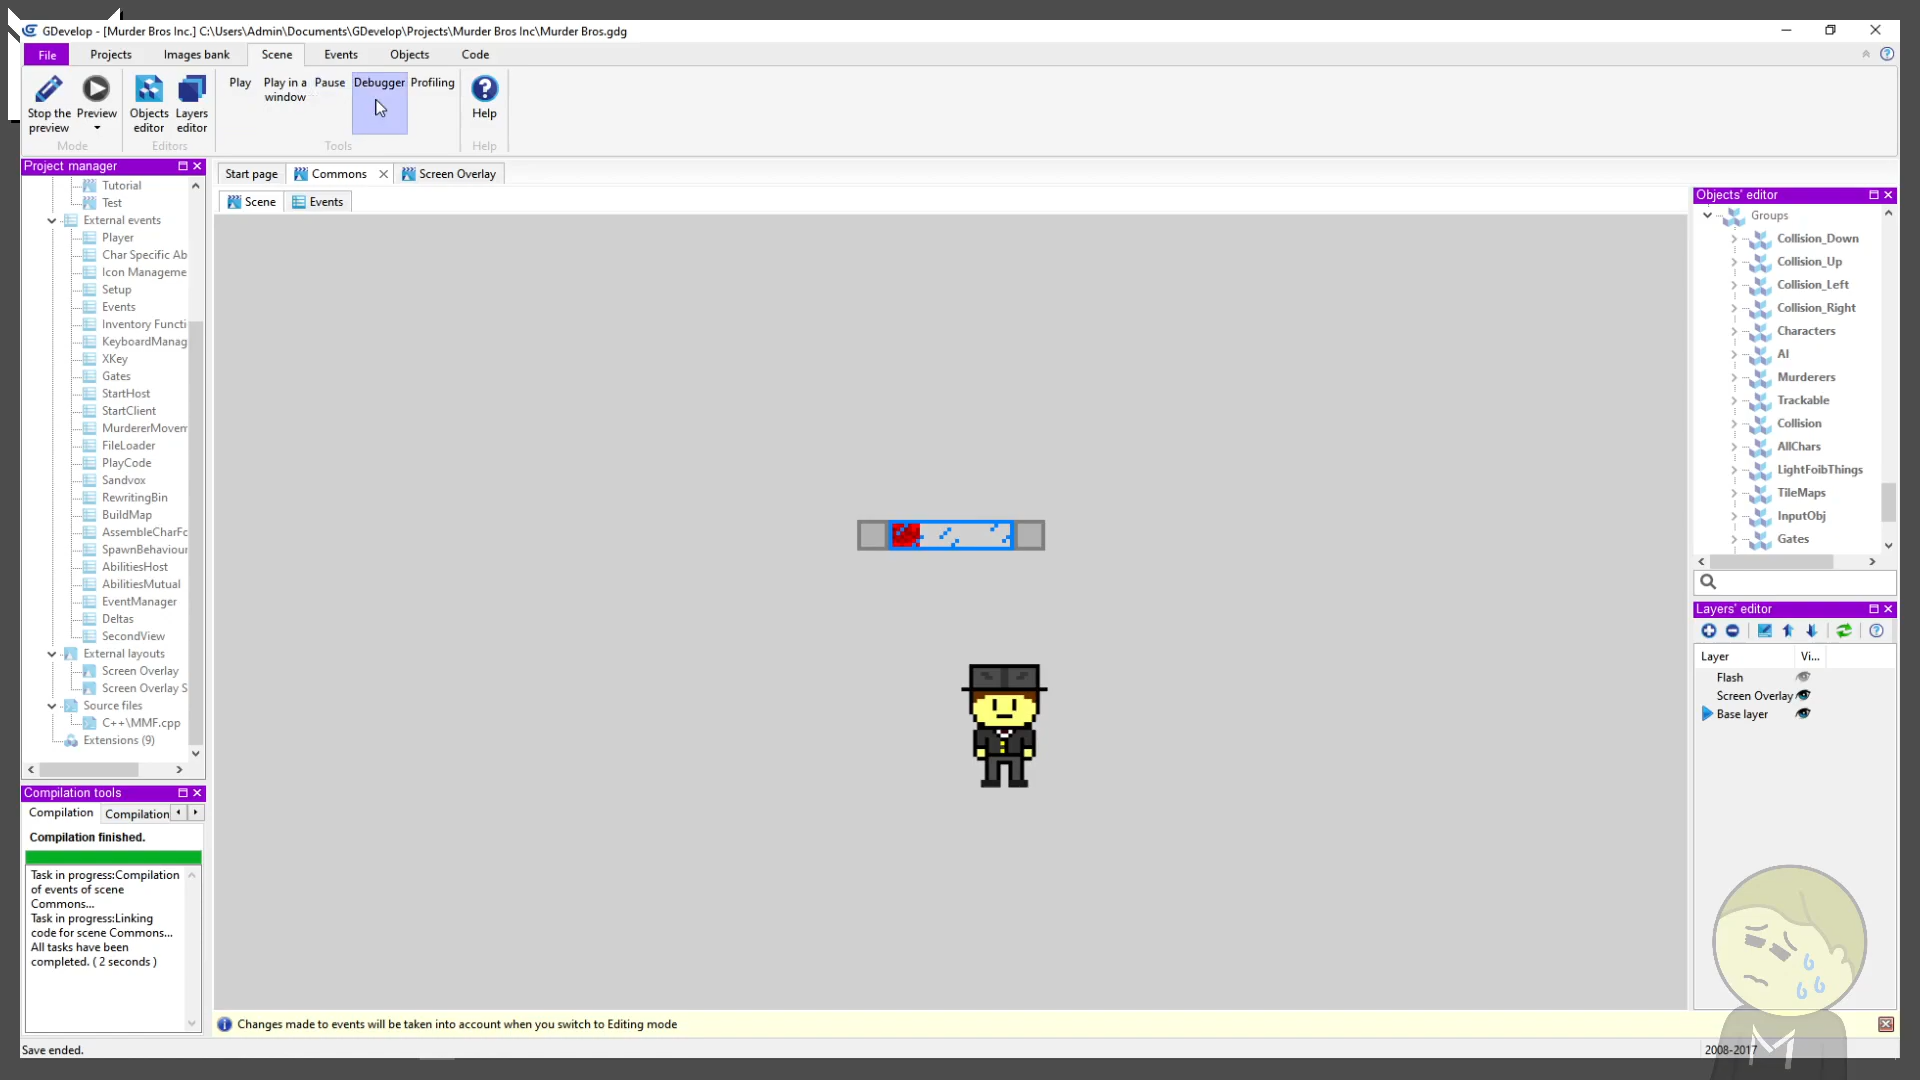 GDevelop - [Murder Bros Inc.] C:\Users\Admin\Documents\GDevelop\Projects\Murder Bros Inc\Murder Bros.gdg
File
Projects
Images bank
Scene
Events
Objects
Code
Stop the
preview
Preview
Objects
editor
Layers
editor
Play
Play in a
window
Pause
Debugger
Profiling
Help
Mode
Editors
Tools
Help
Project manager
Tutorial
Test
External events
Player
Char Specific Ab
Icon Manageme
Setup
Events
Inventory Functi
KeyboardManag
XKey
Gates
StartHost
StartClient
MurdererMovem
FileLoader
PlayCode
Sandvox
RewritingBin
BuildMap
AssembleCharFo
SpawnBehaviour
AbilitiesHost
AbilitiesMutual
EventManager
Deltas
SecondView
External layouts
Screen Overlay
Screen Overlay S
Source files
C++\MMF.cpp
Extensions (9)
Compilation tools
Compilation
Compilation
Compilation finished.
Task in progress:Compilation
of events of scene
Commons...
Task in progress:Linking
code for scene Commons...
All tasks have been
completed. ( 2 seconds )
Start page
Commons
Screen Overlay
Scene
Events
Changes made to events will be taken into account when you switch to Editing mode
Objects' editor
Groups
Collision_Down
Collision_Up
Collision_Left
Collision_Right
Characters
AI
Murderers
Trackable
Collision
AllChars
LightFoibThings
TileMaps
InputObj
Gates
Layers' editor
Layer
Vi...
Flash
Screen Overlay
Base layer
Save ended.
2008-2017
M